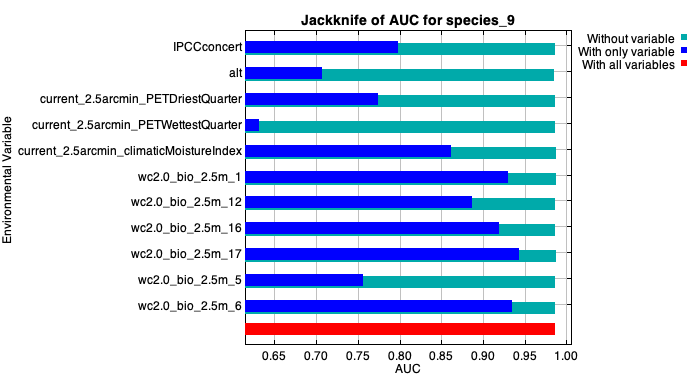 Jackknife of AUC for species_9
Without variable
With only variable
With all variables
Environmental Variable
IPCCconcert
alt
current_2.5arcmin_PETDriestQuarter
current_2.5arcmin_PETWettestQuarter
current_2.5arcmin_climaticMoistureIndex
wc2.0_bio_2.5m_1
wc2.0_bio_2.5m_12
wc2.0_bio_2.5m_16
wc2.0_bio_2.5m_17
wc2.0_bio_2.5m_5
wc2.0_bio_2.5m_6
0.65 0.70 0.75 0.80 0.85 0.90 0.95 1.00
AUC